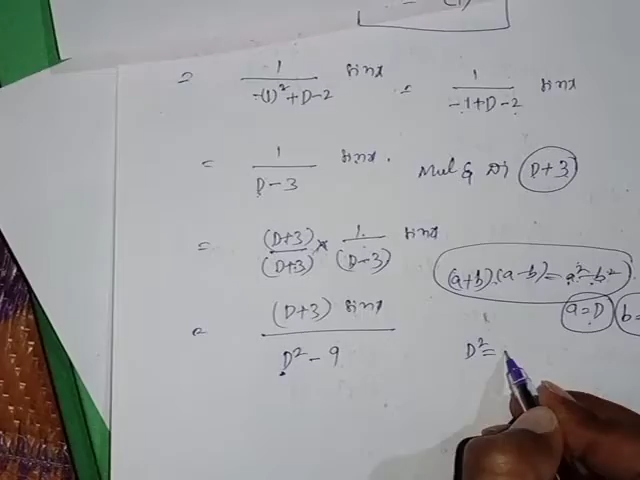 = (1)
= 1/(-(1)² + D - 2) sinx = 1/(-1 + D - 2) sinx
= 1/(D - 3) sinx. Mul & Di (D+3)
= (D+3)/(D+3) × 1/(D-3) sinx
(a+b).(a-b) = a² - b²
a = D b =
= (D+3) sinx/(D² - 9) D² =